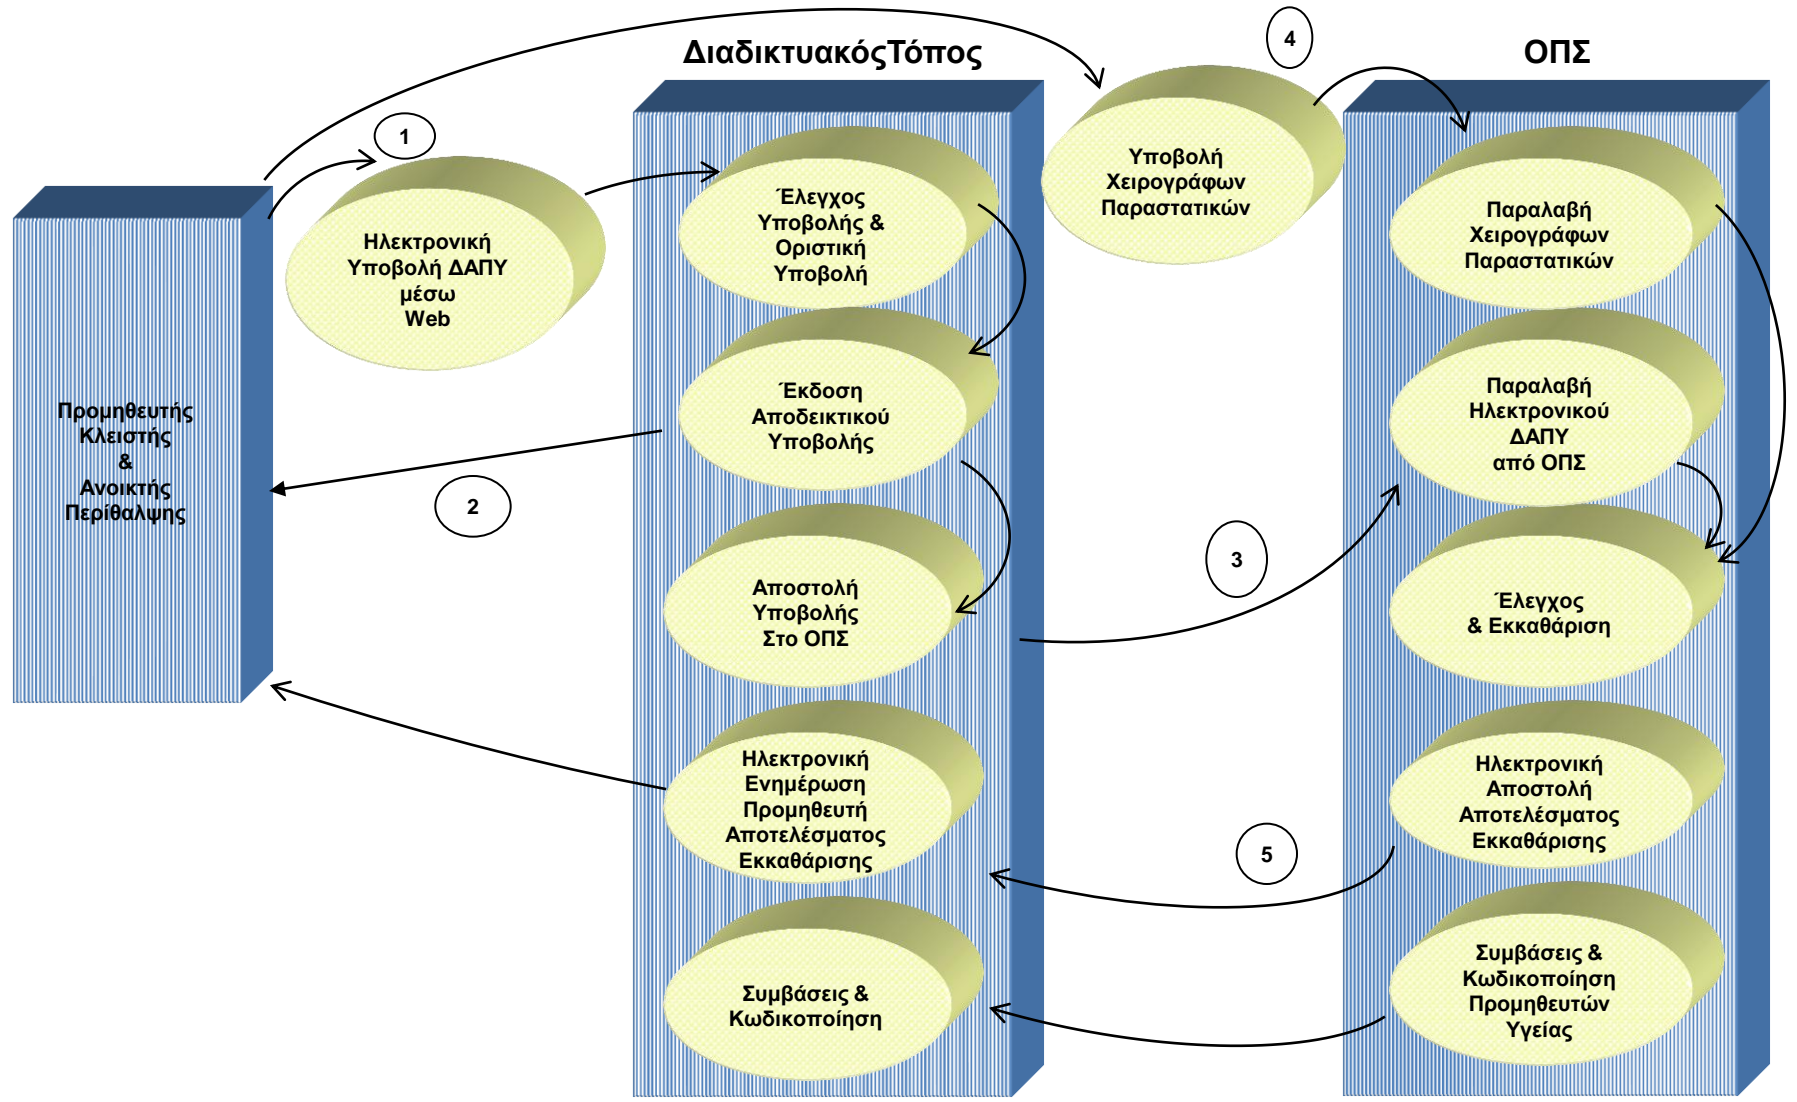 ΔιαδικτυακόςΤόπος
ΟΠΣ
1
4
Προμηθευτής
Κλειστής
&
Ανοικτής
Περίθαλψης
Ηλεκτρονική
Υποβολή ΔΑΠΥ
μέσω
Web
2
Έλεγχος
Υποβολής &
Οριστική
Υποβολή
Έκδοση
Αποδεικτικού
Υποβολής
Αποστολή
Υποβολής
Στο ΟΠΣ
Ηλεκτρονική
Ενημέρωση
Προμηθευτή
Αποτελέσματος
Εκκαθάρισης
Συμβάσεις &
Κωδικοποίηση
Υποβολή
Χειρογράφων
Παραστατικών
3
5
Παραλαβή
Χειρογράφων
Παραστατικών
Παραλαβή
Ηλεκτρονικού
ΔΑΠΥ
από ΟΠΣ
Έλεγχος
& Εκκαθάριση
Ηλεκτρονική
Αποστολή
Αποτελέσματος
Εκκαθάρισης
Συμβάσεις &
Κωδικοποίηση
Προμηθευτών
Υγείας